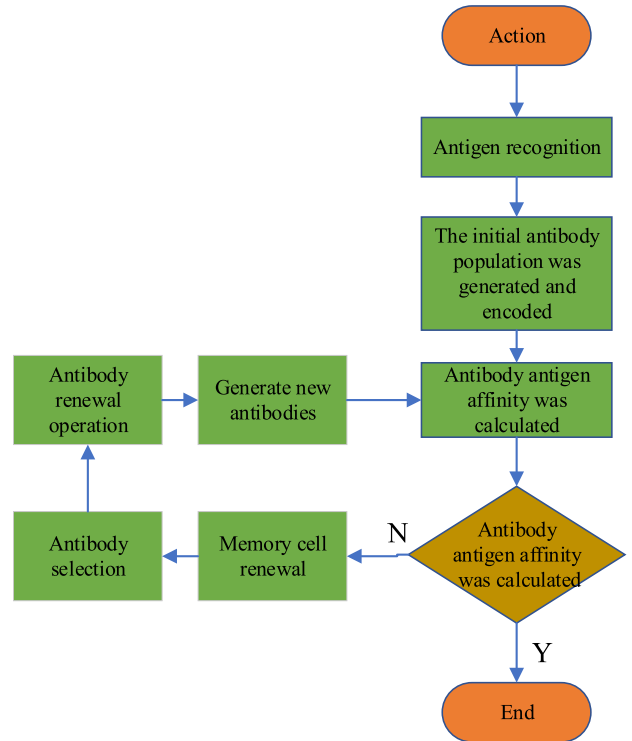 Action
Antigen recognition
The initial antibody
population was
generated and
encoded
Antibody
renewal
operation
Generate new
antibodies
Antibody antigen
affinity was
calculated
Antibody
selection
Memory cell
renewal
N
Antibody
antigen affinity
was calculated
Y
End